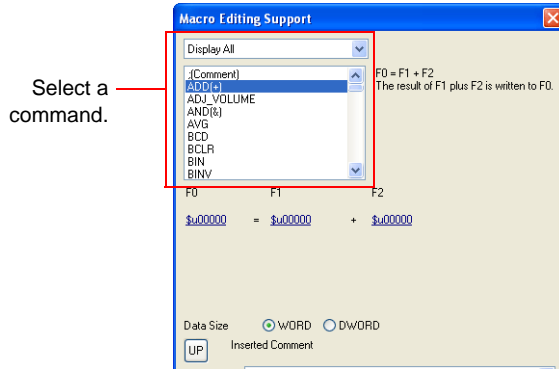 Macro Editing Support
Select a
command.
Display All
;(Comment)
ADD(+)
ADJ_VOLUME
AND(&)
AVG
BCD
BCLR
BIN
BINV
F0 = F1 + F2
The result of F1 plus F2 is written to F0.
F0 F1 F2
$u00000 = $u00000 + $u00000
Data Size WORD DWORD
UP Inserted Comment